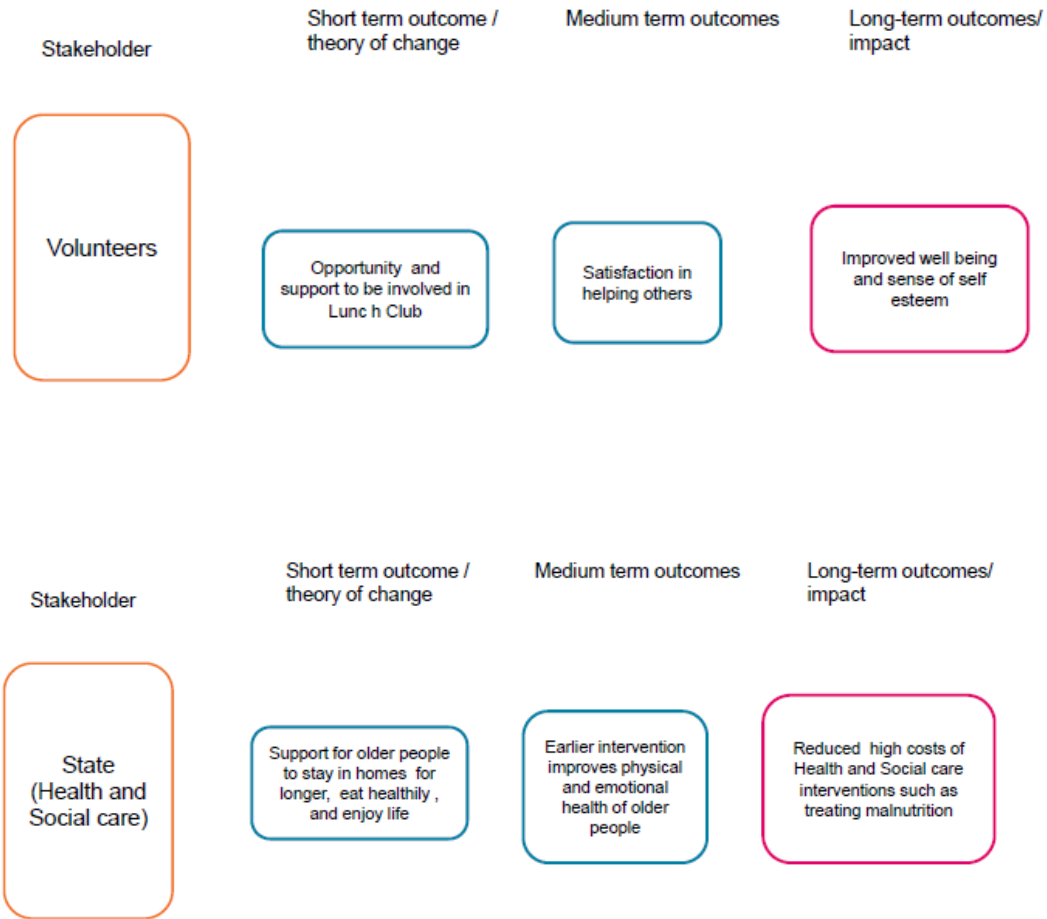 Stakeholder
Short term outcome /
theory of change
Medium term outcomes
Long-term outcomes/
impact
Volunteers
Opportunity and
support to be involved in
Lunc h Club
Satisfaction in
helping others
Improved well being
and sense of self
esteem
Stakeholder
Short term outcome /
theory of change
Medium term outcomes
Long-term outcomes/
impact
State
(Health and
Social care)
Support for older people
to stay in homes for
longer, eat healthily ,
and enjoy life
Earlier intervention
improves physical
and emotional
health of older
people
Reduced high costs of
Health and Social care
interventions such as
treating malnutrition